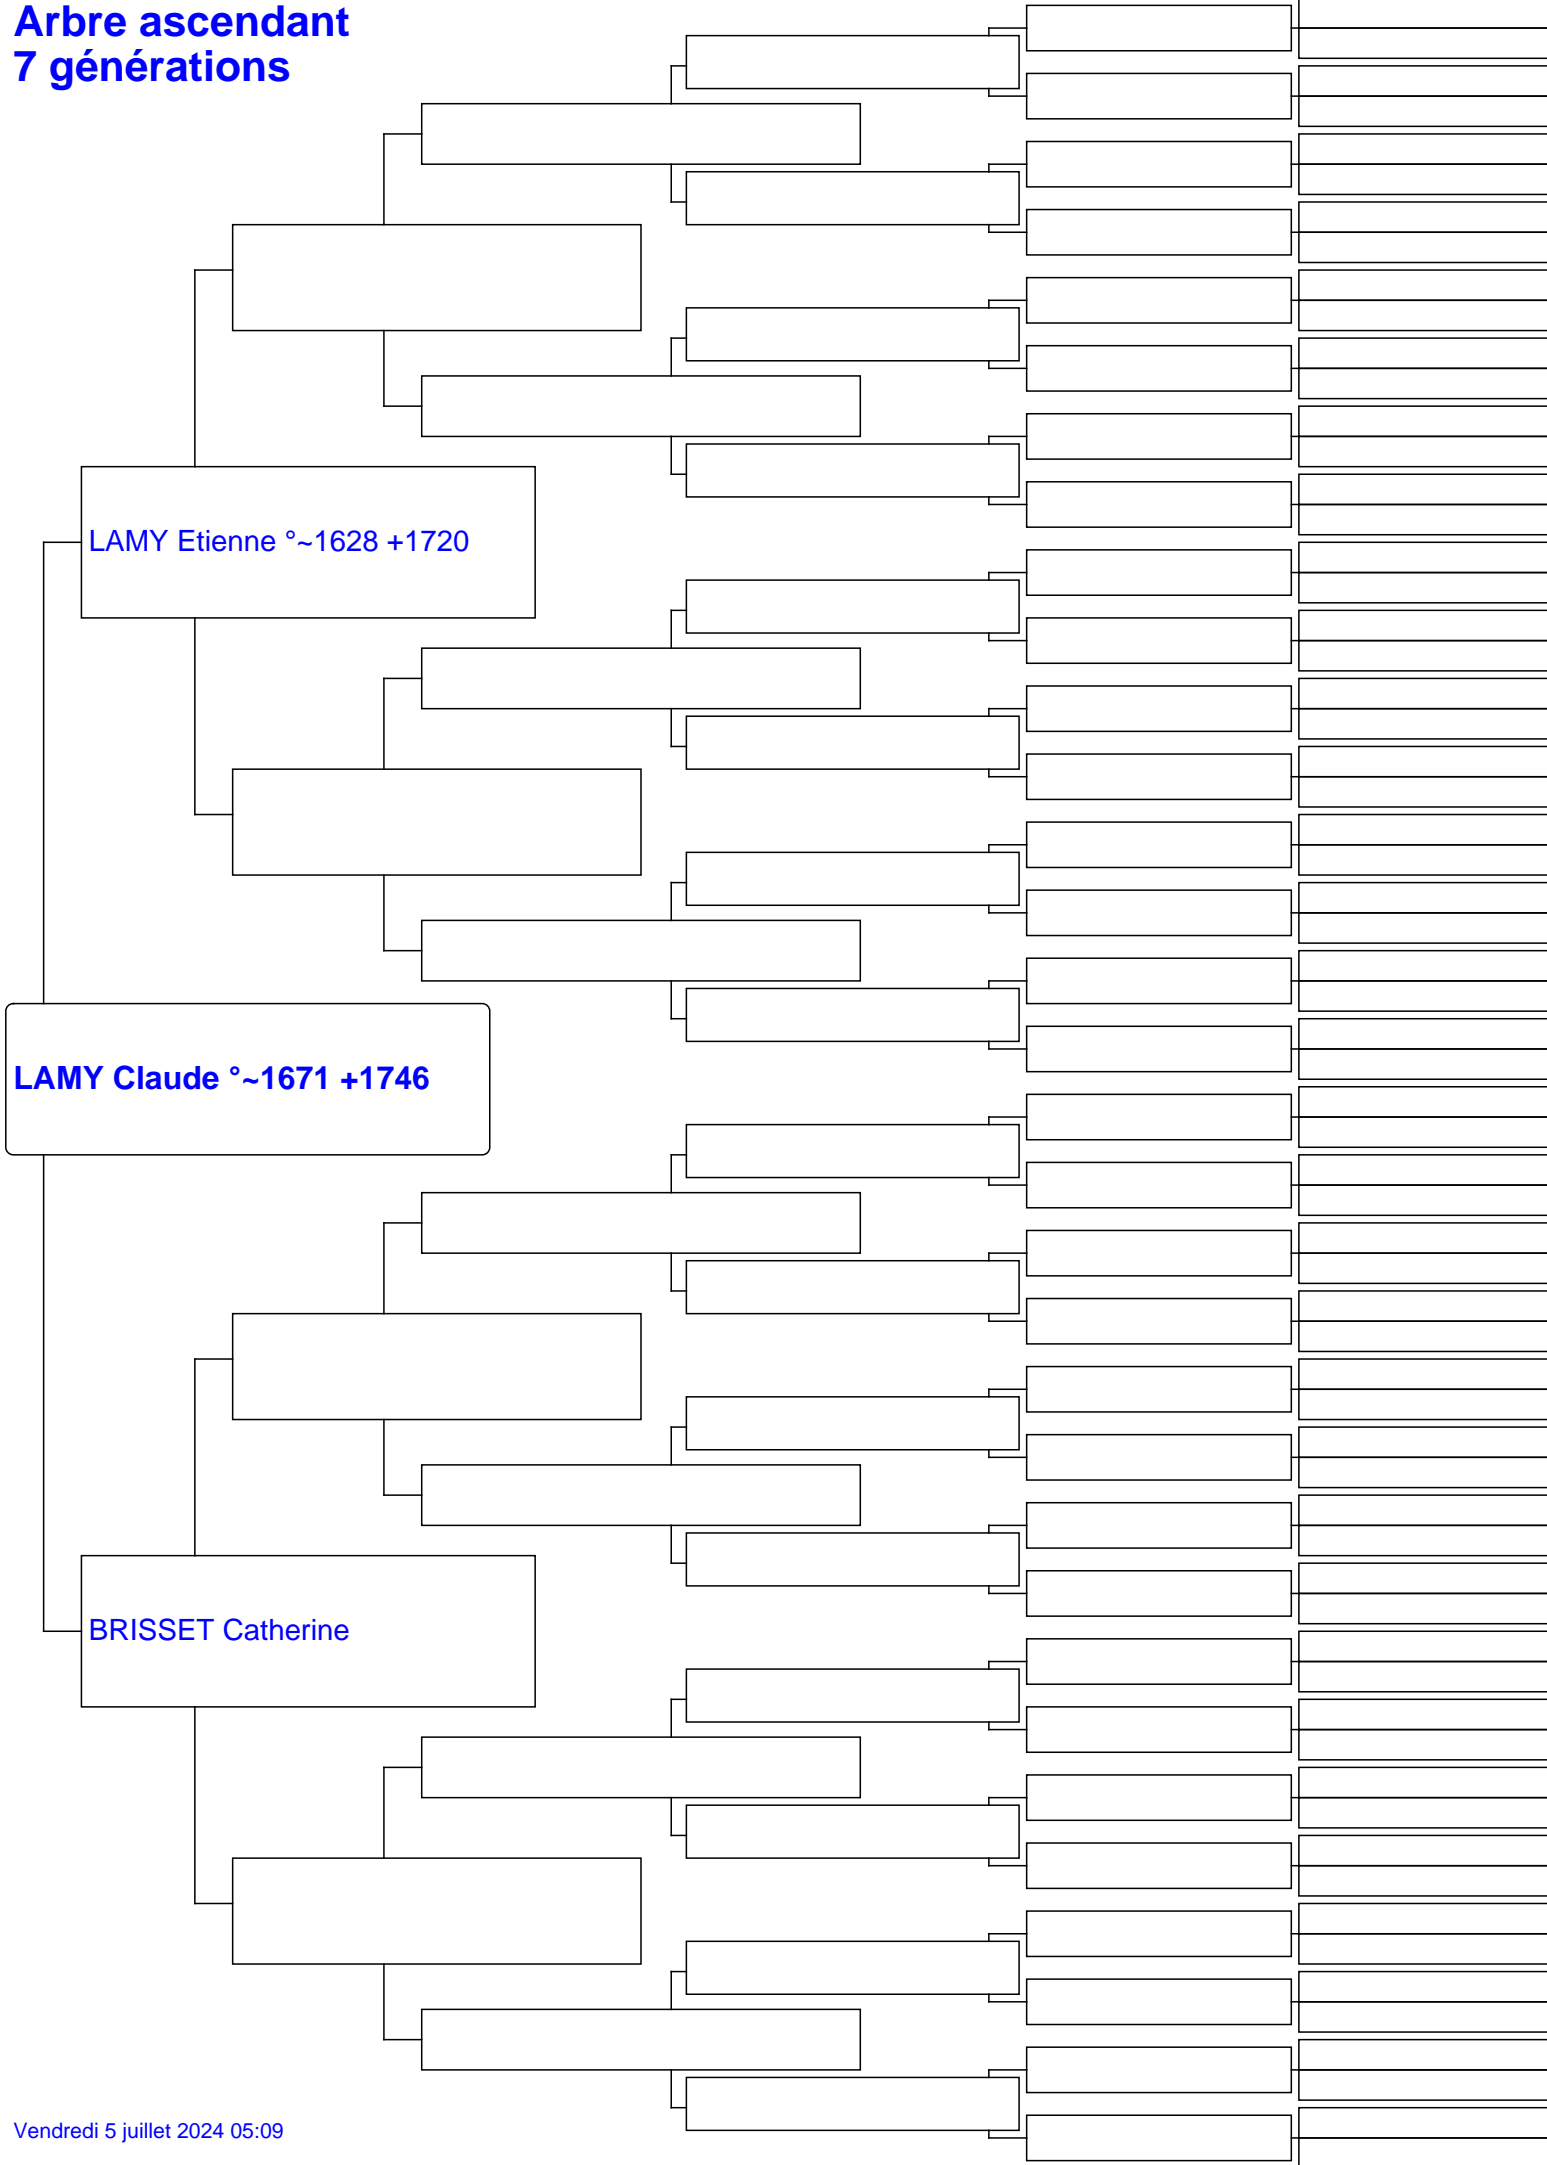 Arbre ascendant
7 générations
LAMY Etienne °~1628 +1720
LAMY Claude °~1671 +1746
BRISSET Catherine
Vendredi 5 juillet 2024 05:09